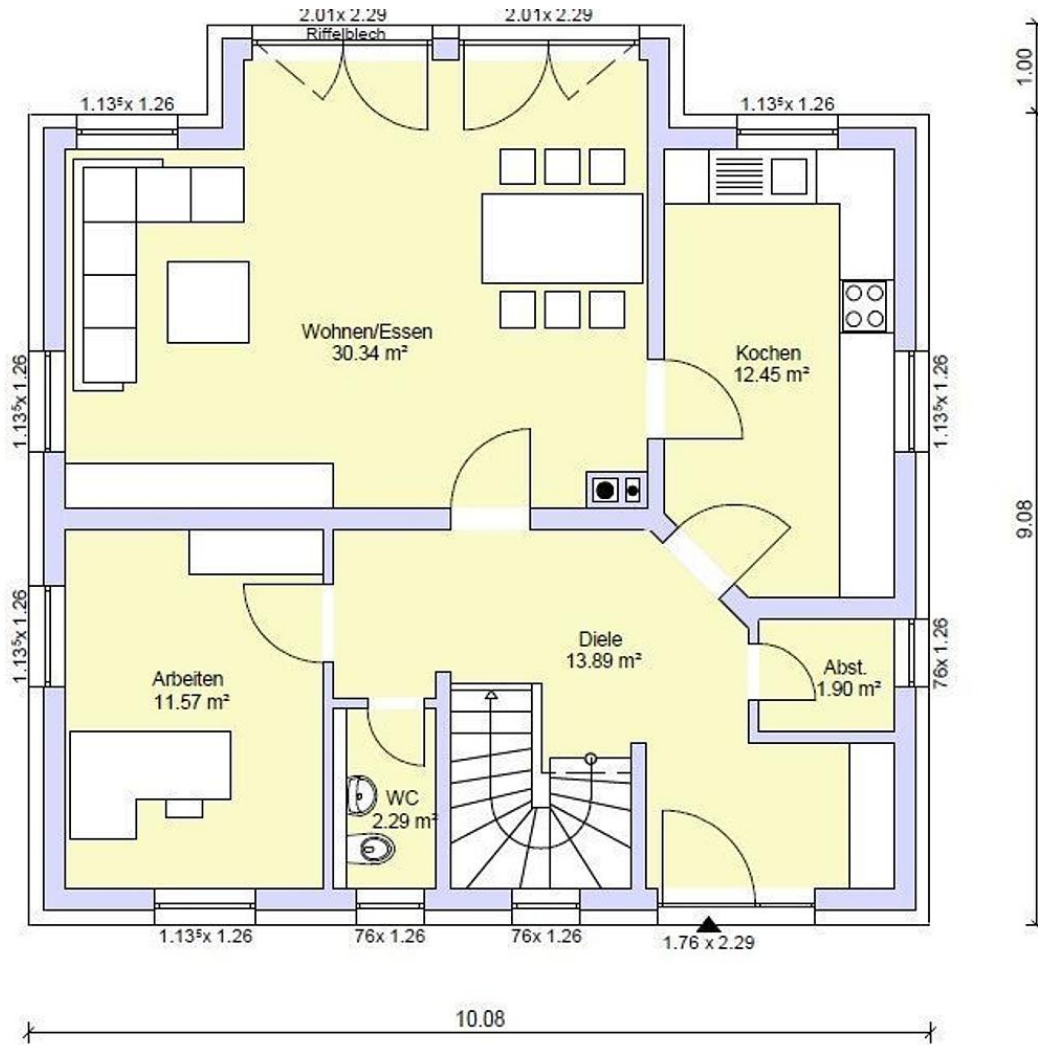 2.01x 2.29
2.01x 2.29
Riffelblech
1.13⁵x 1.26
1.13⁵x 1.26
1.00
Wohnen/Essen
30.34 m²
Kochen
12.45 m²
1.13⁵x 1.26
1.13⁵x 1.26
9.08
1.13⁵x 1.26
Diele
13.89 m²
Abst.
1.90 m²
76x 1.26
Arbeiten
11.57 m²
WC
2.29 m²
1.13⁵x 1.26
76x 1.26
76x 1.26
1.76 x 2.29
10.08